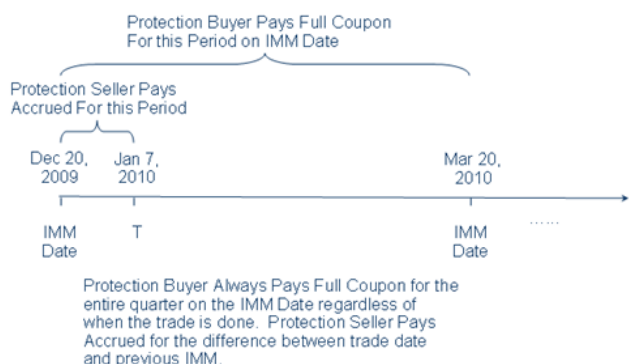 Protection Buyer Pays Full Coupon
For this Period on IMM Date
Protection Seller Pays
Accrued For this Period
Dec 20,
2009
Jan 7,
2010
Mar 20,
2010
IMM
Date
T
IMM
Date
......
Protection Buyer Always Pays Full Coupon for the
entire quarter on the IMM Date regardless of
when the trade is done. Protection Seller Pays
Accrued for the difference between trade date
and previous IMM.